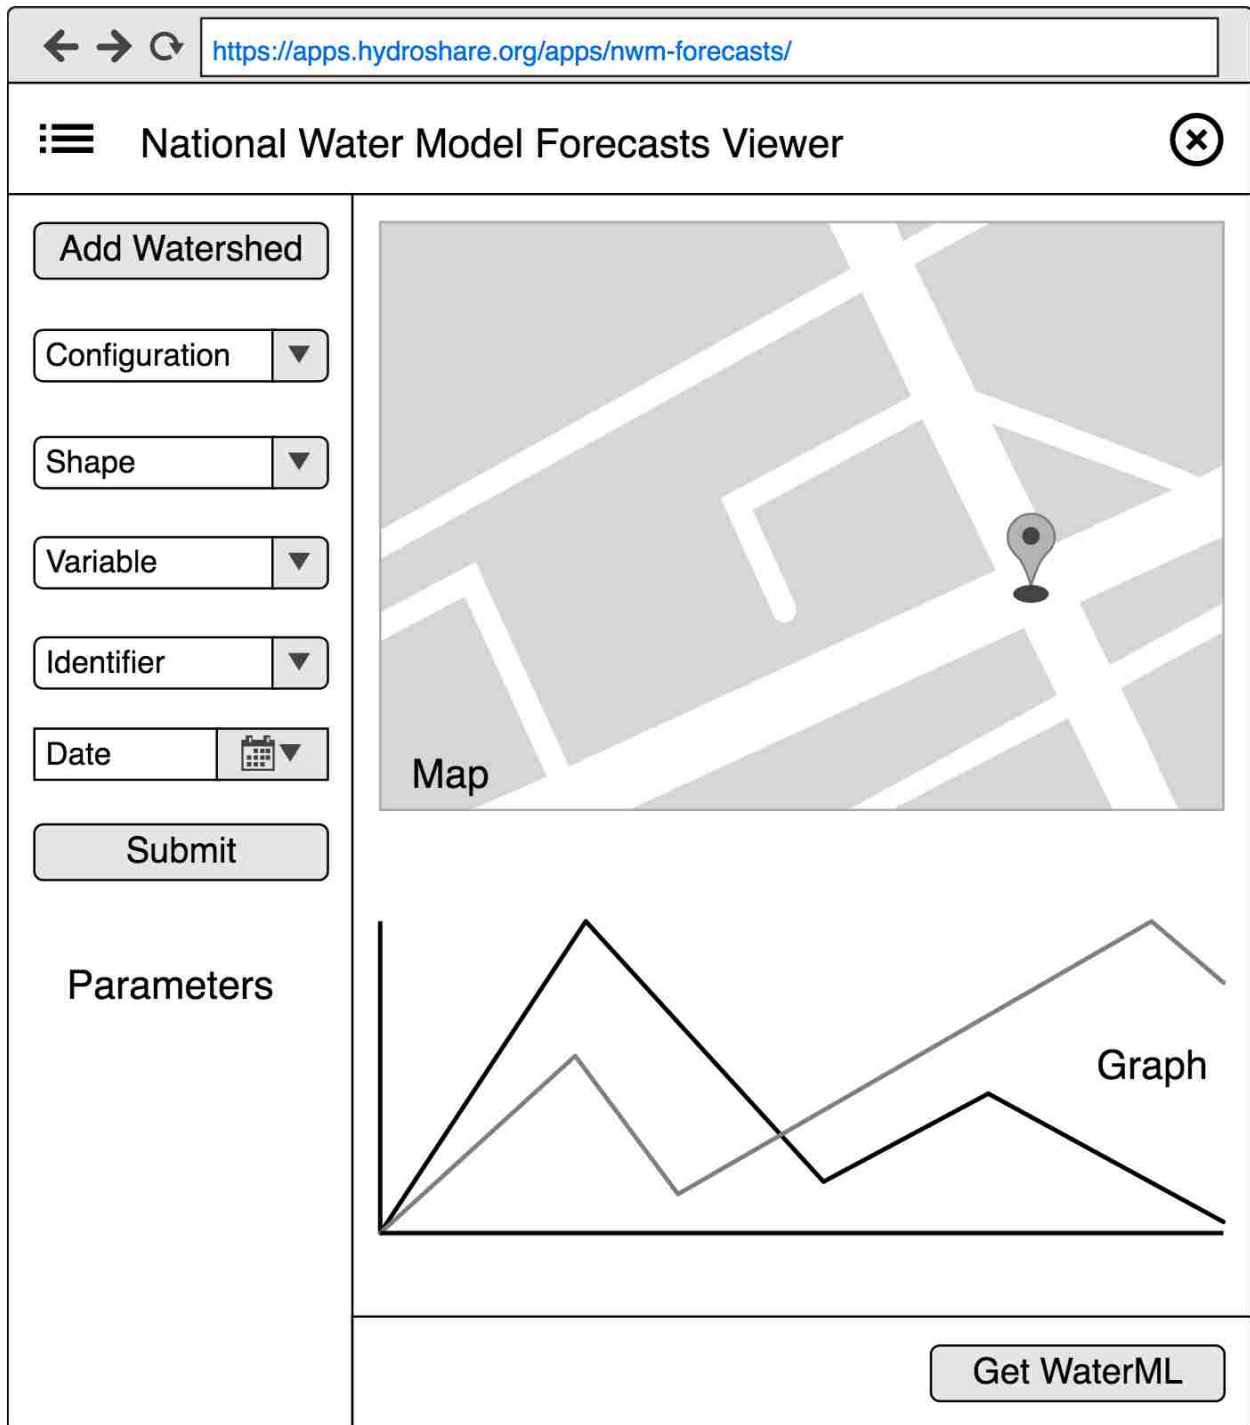 https://apps.hydroshare.org/apps/nwm-forecasts/
National Water Model Forecasts Viewer
Add Watershed
Configuration
Shape
Variable
Identifier
Date
Submit
Parameters
Map
Graph
Get WaterML